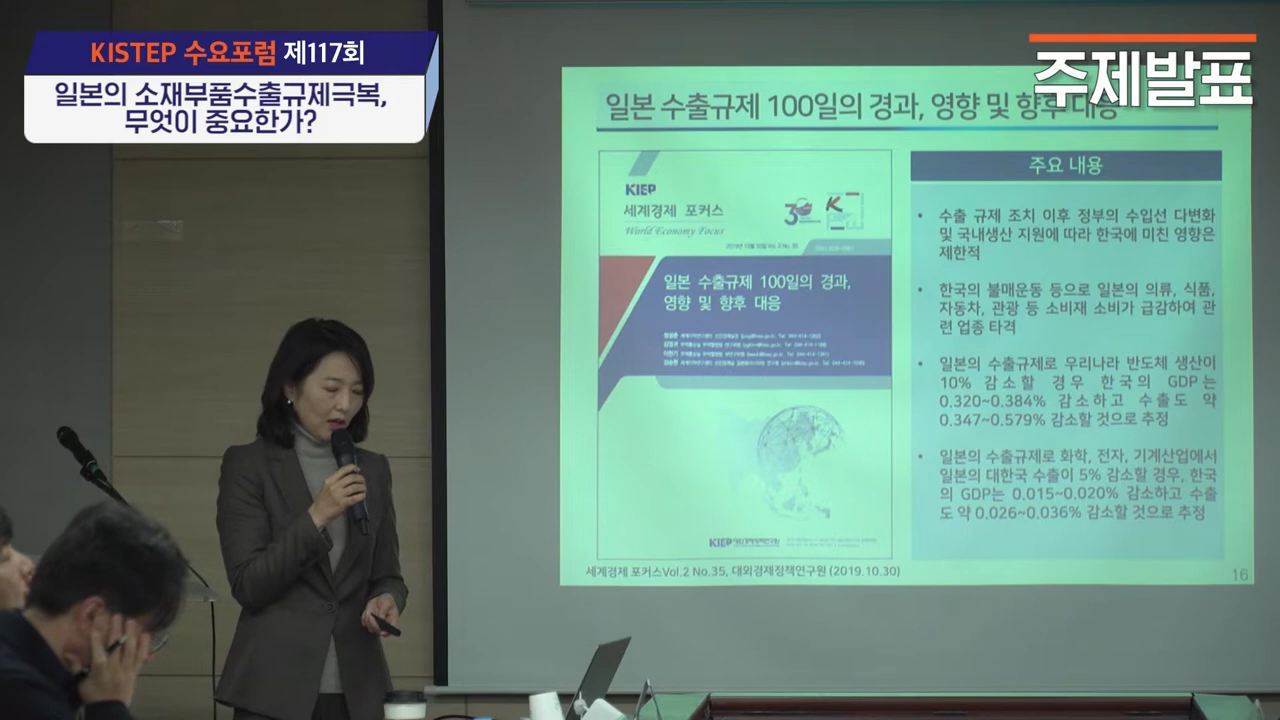 KISTEP 수요포럼 제117회
일본의 소재부품수출규제극복,
무엇이 중요한가?
주제발표
일본 수출규제 100일의 경과, 영향 및 향후 대응
KIEP
세계경제 포커스
World Economy Focus
일본 수출규제 100일의 경과,
영향 및 향후 대응
KIEP
주요 내용
• 수출 규제 조치 이후 정부의 수입선 다변화
및 국내생산 지원에 따라 한국에 미친 영향은
제한적
• 한국의 불매운동 등으로 일본의 의류, 식품,
자동차, 관광 등 소비재 소비가 급감하여 관
련 업종 타격
• 일본의 수출규제로 우리나라 반도체 생산이
10% 감소할 경우 한국의 GDP는
0.320~0.384% 감소하고 수출도 약
0.347~0.579% 감소할 것으로 추정
• 일본의 수출규제로 화학, 전자, 기계산업에서
일본의 대한국 수출이 5% 감소할 경우, 한국
의 GDP는 0.015~0.020% 감소하고 수출
도 약 0.026~0.036% 감소할 것으로 추정
세계경제 포커스Vol.2 No.35, 대외경제정책연구원 (2019.10.30)
16